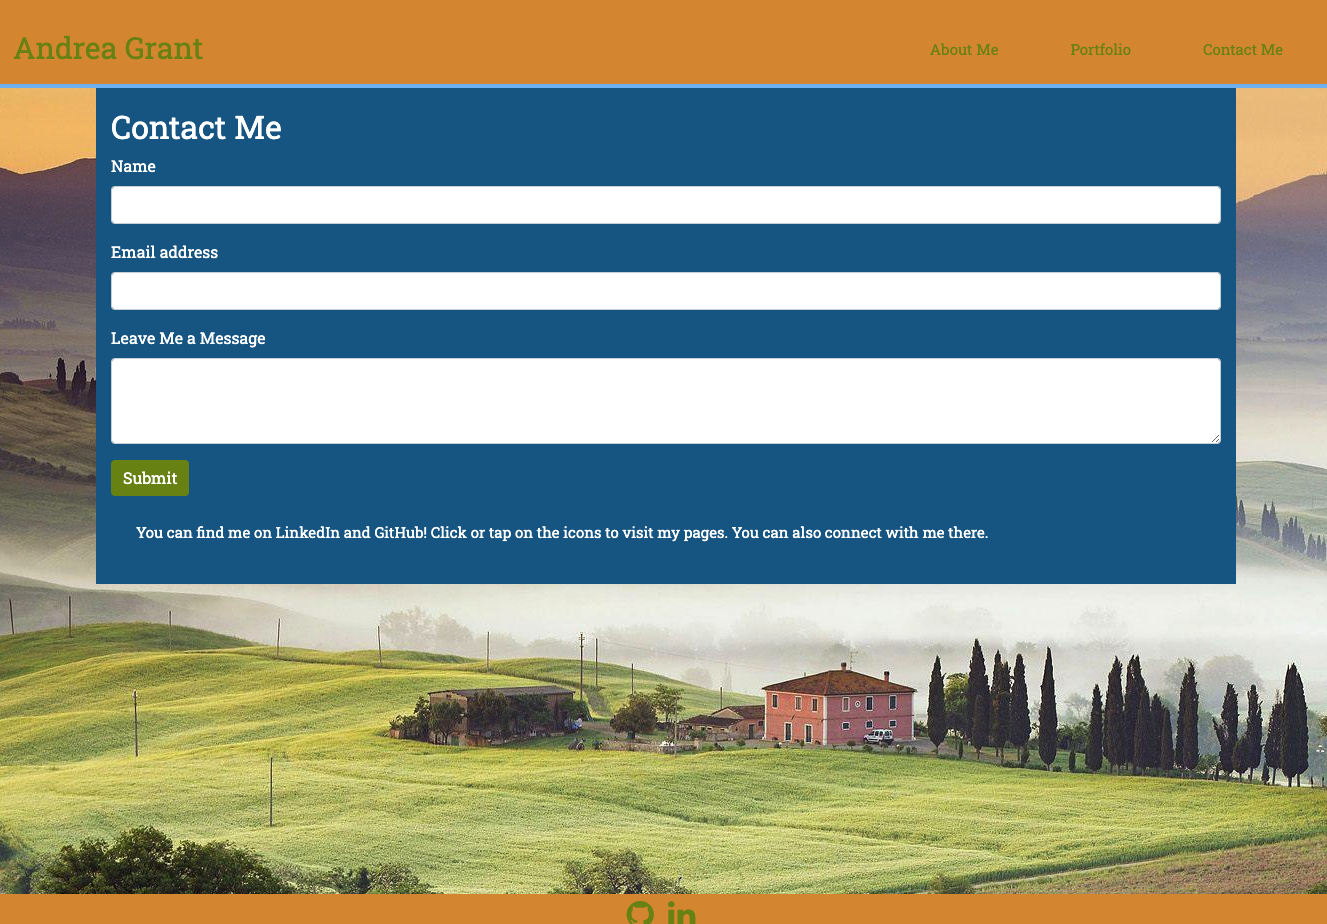 Andrea Grant
About Me Portfolio Contact Me
Contact Me
Name
Email address
Leave Me a Message
Submit
You can find me on LinkedIn and GitHub! Click or tap on the icons to visit my pages. You can also connect with me there.
in